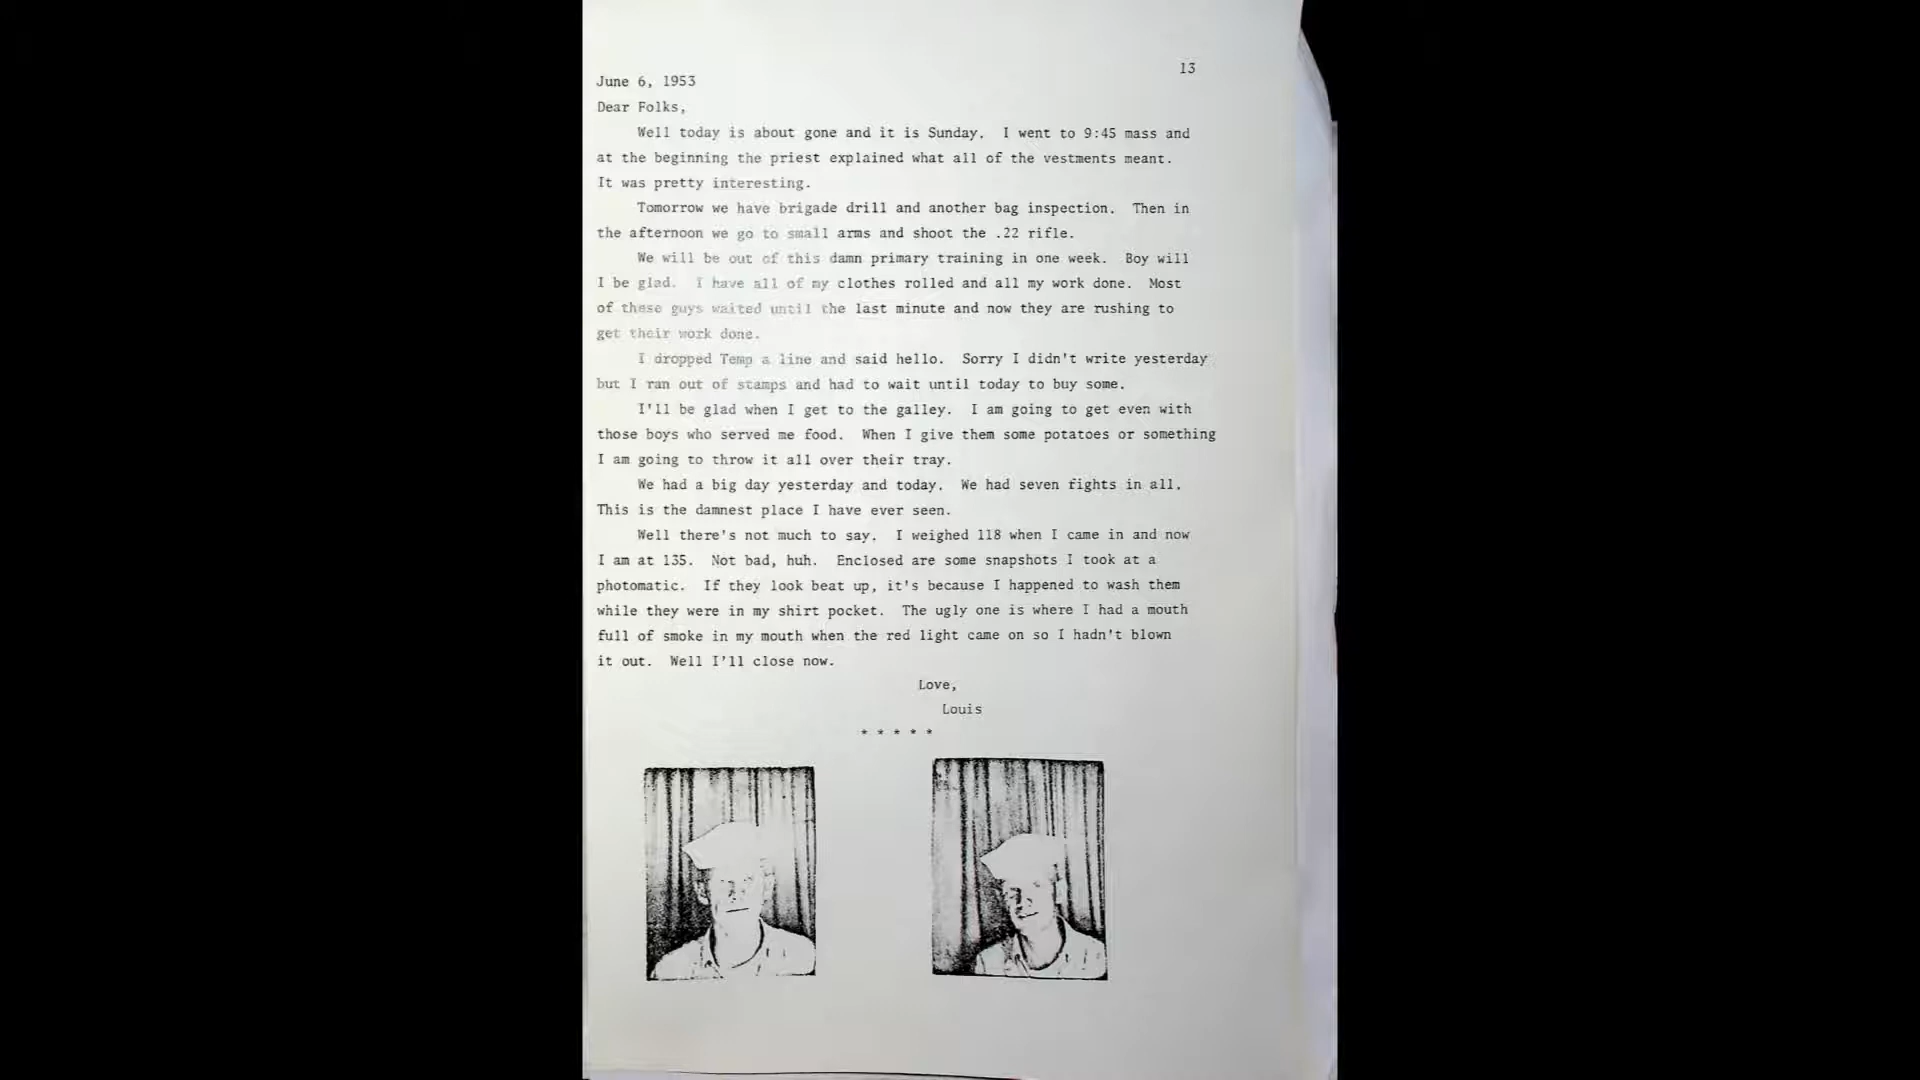 13
June 6, 1953
Dear Folks,
Well today is about gone and it is Sunday. I went to 9:45 mass and
at the beginning the priest explained what all of the vestments meant.
It was pretty interesting.
Tomorrow we have brigade drill and another bag inspection. Then in
the afternoon we go to small arms and shoot the .22 rifle.
We will be out of this damn primary training in one week. Boy will
I be glad. I have all of my clothes rolled and all my work done. Most
of these guys waited until the last minute and now they are rushing to
get their work done.
I dropped Temp a line and said hello. Sorry I didn't write yesterday
but I ran out of stamps and had to wait until today to buy some.
I'll be glad when I get to the galley. I am going to get even with
those boys who served me food. When I give them some potatoes or something
I am going to throw it all over their tray.
We had a big day yesterday and today. We had seven fights in all.
This is the damnest place I have ever seen.
Well there's not much to say. I weighed 118 when I came in and now
I am at 135. Not bad, huh. Enclosed are some snapshots I took at a
photomatic. If they look beat up, it's because I happened to wash them
while they were in my shirt pocket. The ugly one is where I had a mouth
full of smoke in my mouth when the red light came on so I hadn't blown
it out. Well I'll close now.
Love,
Louis
* * * * *